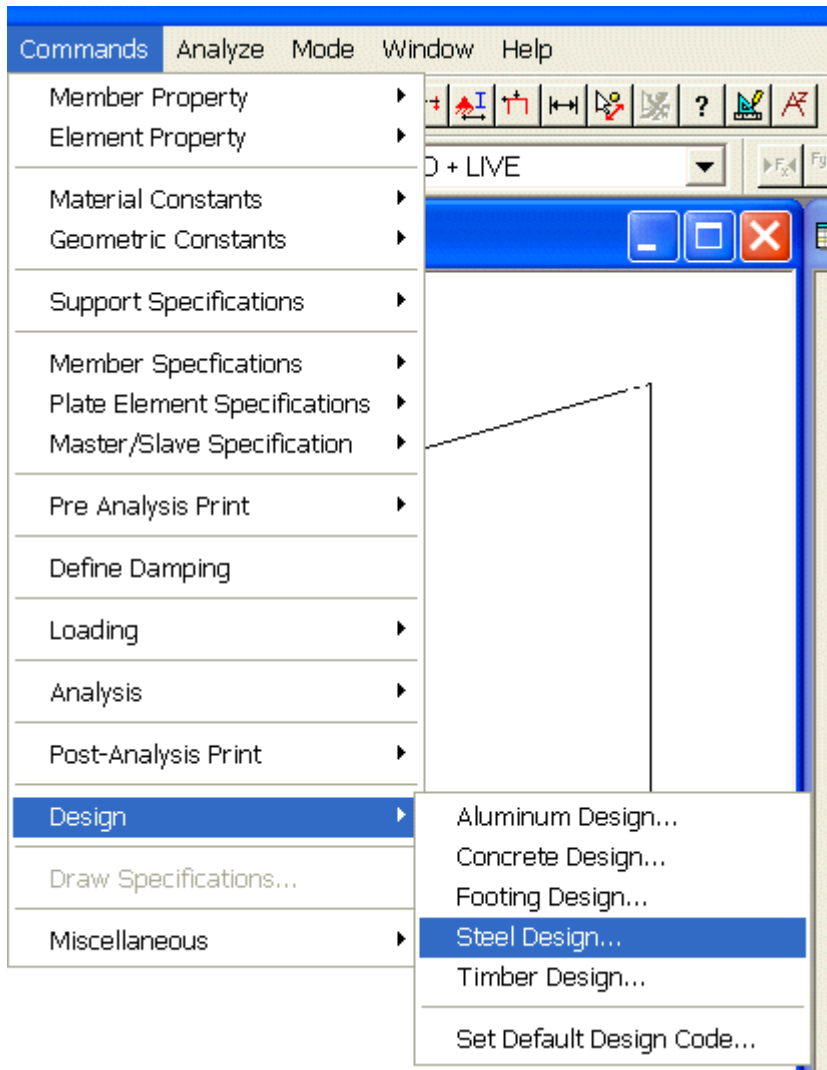 Commands Analyze Mode Window Help
Member Property
Element Property
? 
D + LIVE
Fx Fy
Material Constants
Geometric Constants
Support Specifications
Member Specfications
Plate Element Specifications
Master/Slave Specification
Pre Analysis Print
Define Damping
Loading
Analysis
Post-Analysis Print
Design
Aluminum Design...
Concrete Design...
Footing Design...
Draw Specifications...
Steel Design...
Miscellaneous
Timber Design...
Set Default Design Code...